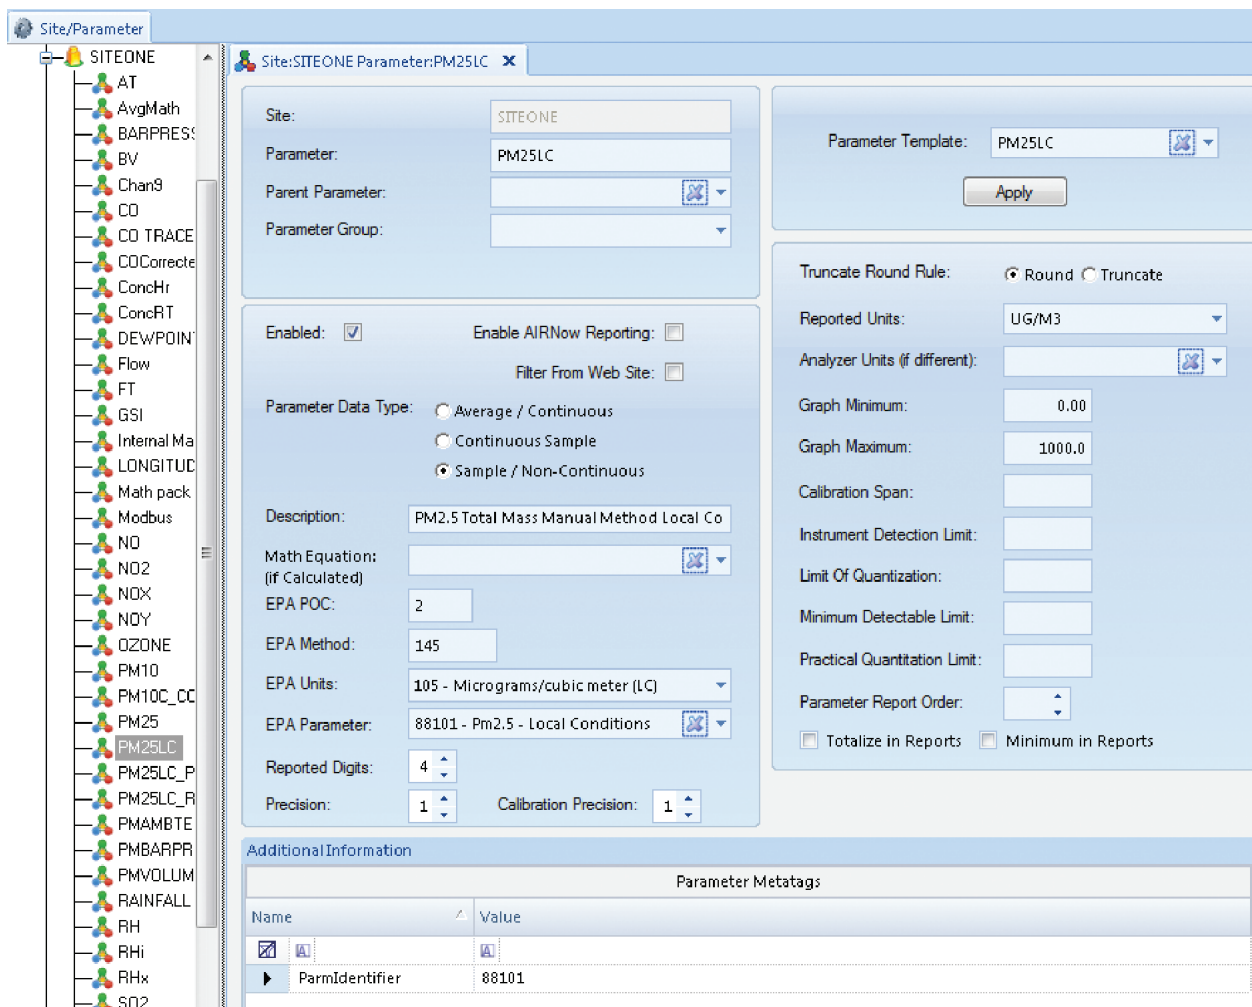 Site/Parameter
SITEONE
AT
AvgMath
BARPRESS
BV
Chan9
CO
CO TRACE
COCorrecte
ConcHr
ConcRT
DEWPOIN
Flow
FT
GSI
Internal Ma
LONGITUD
Math pack
Modbus
NO
NO2
NOX
NOY
OZONE
PM10
PM10C_CC
PM25
PM25LC
PM25LC_P
PM25LC_R
PMAMBTE
PMBARPR
PMVOLUM
RAINFALL
RH
RHi
RHx
SO2
Site:SITEONE Parameter:PM25LC X
Site: SITEONE
Parameter: PM25LC
Parent Parameter:
Parameter Group:
Enabled: Enable AIRNow Reporting:
Filter From Web Site:
Parameter Data Type: Average / Continuous
Continuous Sample
Sample / Non-Continuous
Description: PM2.5 Total Mass Manual Method Local Co
Math Equation:
(if Calculated)
EPA POC: 2
EPA Method: 145
EPA Units: 105 - Micrograms/cubic meter (LC)
EPA Parameter: 88101 - Pm2.5 - Local Conditions
Reported Digits: 4
Precision: 1 Calibration Precision: 1
Parameter Template: PM25LC
Apply
Truncate Round Rule: Round Truncate
Reported Units: UG/M3
Analyzer Units (if different):
Graph Minimum: 0.00
Graph Maximum: 1000.0
Calibration Span:
Instrument Detection Limit:
Limit Of Quantization:
Minimum Detectable Limit:
Practical Quantitation Limit:
Parameter Report Order:
Totalize in Reports Minimum in Reports
Additional Information
Parameter Metatags
Name Value
A A
ParmIdentifier 88101